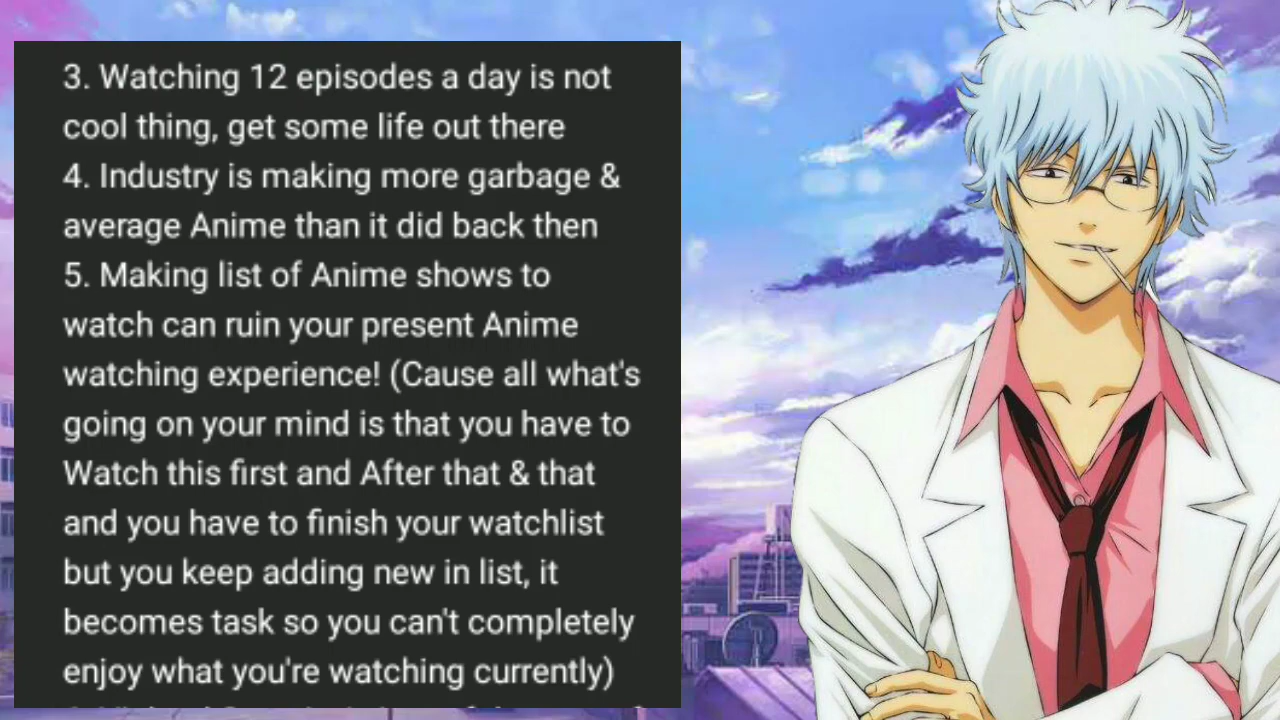 3. Watching 12 episodes a day is not
cool thing, get some life out there
4. Industry is making more garbage &
average Anime than it did back then
5. Making list of Anime shows to
watch can ruin your present Anime
watching experience! (Cause all what's
going on your mind is that you have to
Watch this first and After that & that
and you have to finish your watchlist
but you keep adding new in list, it
becomes task so you can't completely
enjoy what you're watching currently)